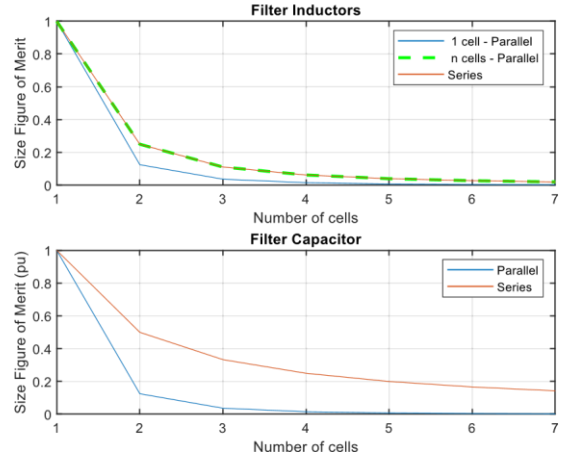 Filter Inductors
Size Figure of Merit
1
0.8
0.6
0.4
0.2
0
1 cell - Parallel
n cells - Parallel
Series
1 2 3 4 5 6 7
Number of cells
Filter Capacitor
Size Figure of Merit (pu)
1
0.8
0.6
0.4
0.2
0
Parallel
Series
1 2 3 4 5 6 7
Number of cells